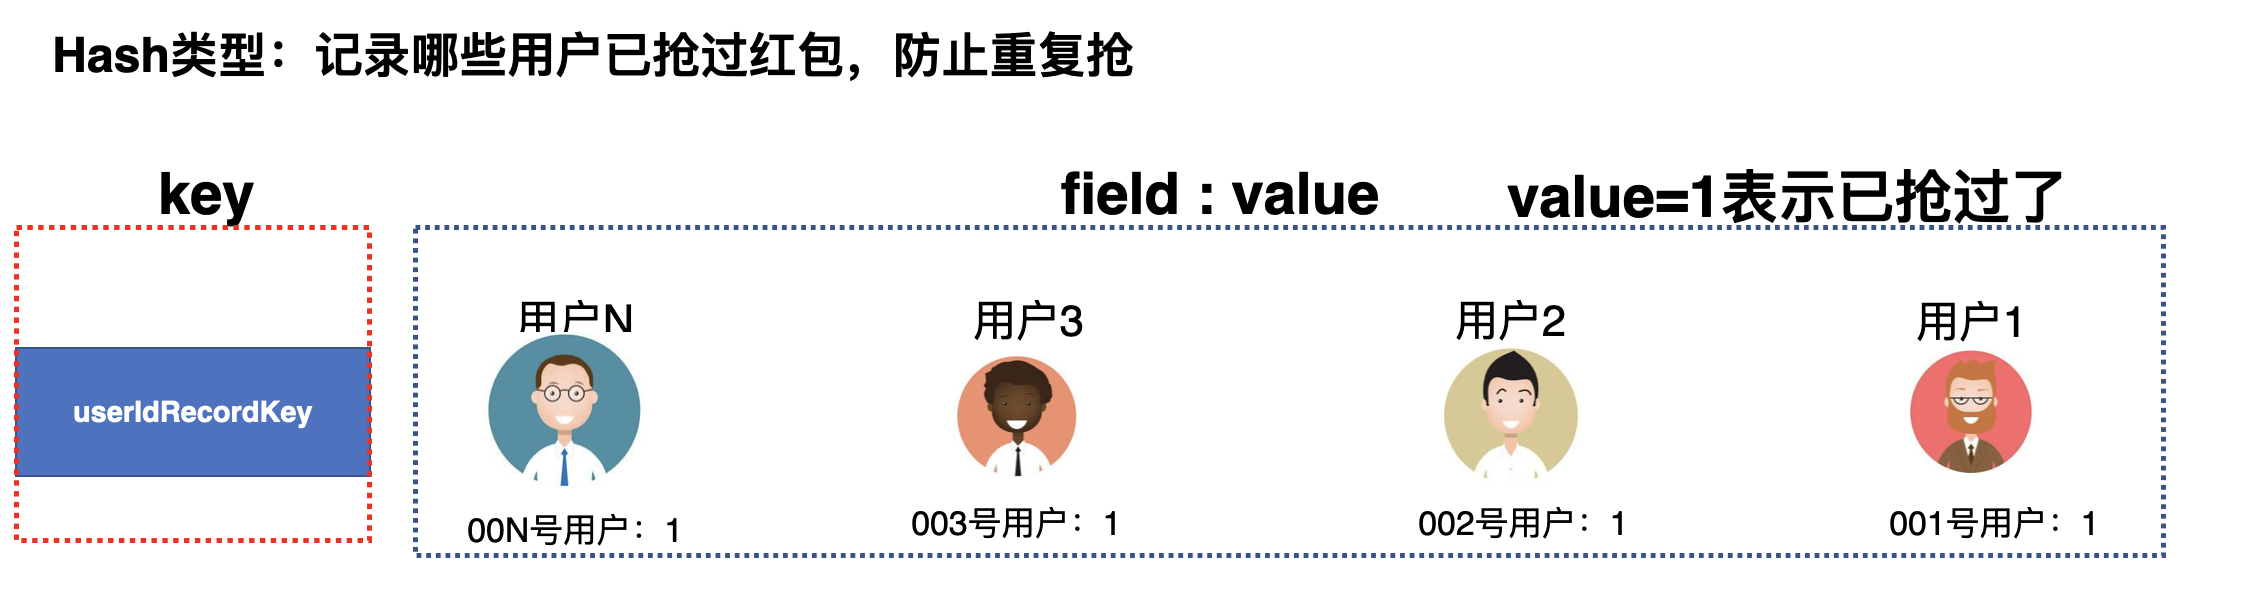 Hash类型：记录哪些用户已抢过红包，防止重复抢
key
field : value
value=1表示已抢过了
用户N
用户3
用户2
用户1
userIdRecordKey
00N号用户：1
003号用户：1
002号用户：1
001号用户：1